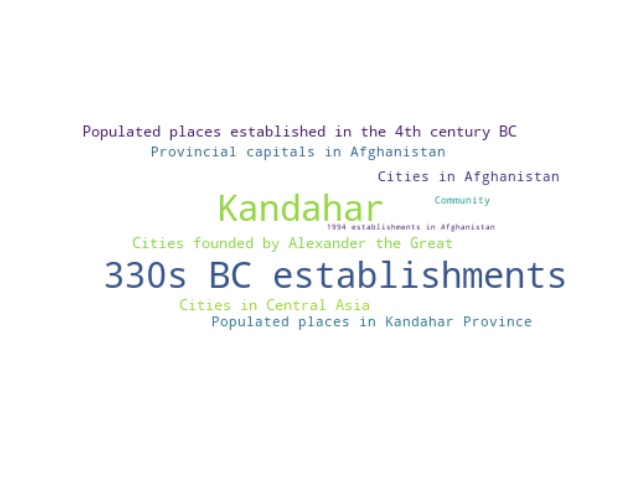 Populated places established in the 4th century BC
Provincial capitals in Afghanistan
Cities in Afghanistan
Community
Kandahar
1994 establishments in Afghanistan
Cities founded by Alexander the Great
330s BC establishments
Cities in Central Asia
Populated places in Kandahar Province